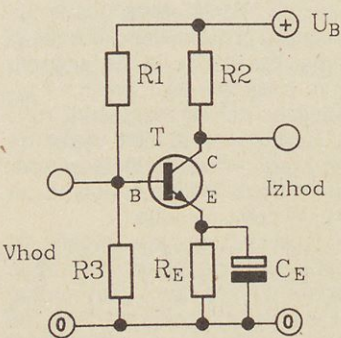 + U_B
R1 R2
T
C
B
E
Izhod
Vhod
R3 R_E C_E
0 0